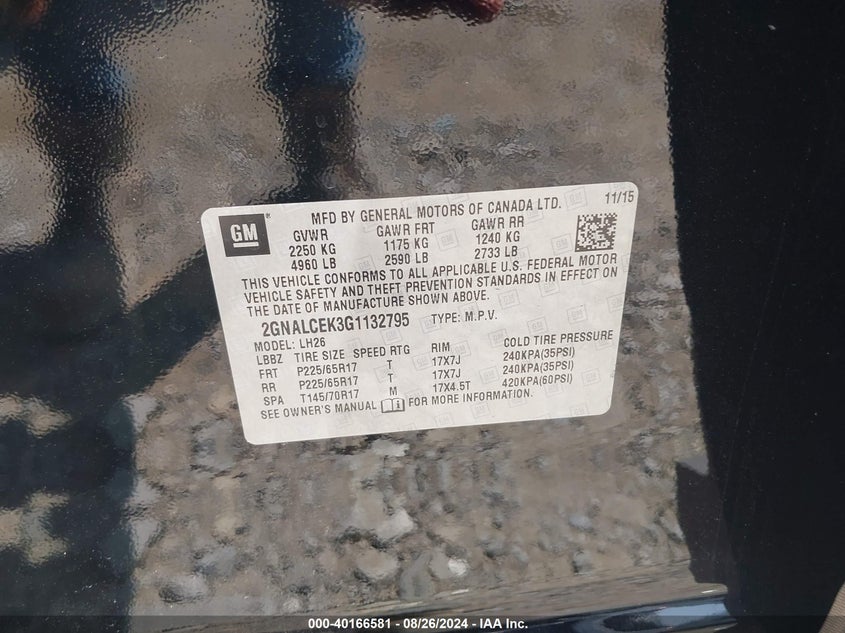 GM
MFD BY GENERAL MOTORS OF CANADA LTD. 11/15
GVWR GAWR FRT GAWR RR
2250 KG 1175 KG 1240 KG
4960 LB 2590 LB 2733 LB
THIS VEHICLE CONFORMS TO ALL APPLICABLE U.S. FEDERAL MOTOR
VEHICLE SAFETY AND THEFT PREVENTION STANDARDS IN EFFECT ON
THE DATE OF MANUFACTURE SHOWN ABOVE.
2GNALCEK3G1132795 TYPE: M.P.V.
MODEL: LH26
LBBZ TIRE SIZE SPEED RTG RIM COLD TIRE PRESSURE
FRT P225/65R17 T 17X7J 240KPA(35PSI)
RR P225/65R17 T 17X7J 240KPA(35PSI)
SPA T145/70R17 M 17X4.5T 420KPA(60PSI)
SEE OWNER'S MANUAL FOR MORE INFORMATION.
000-40166581 - 08/26/2024 - IAA Inc.